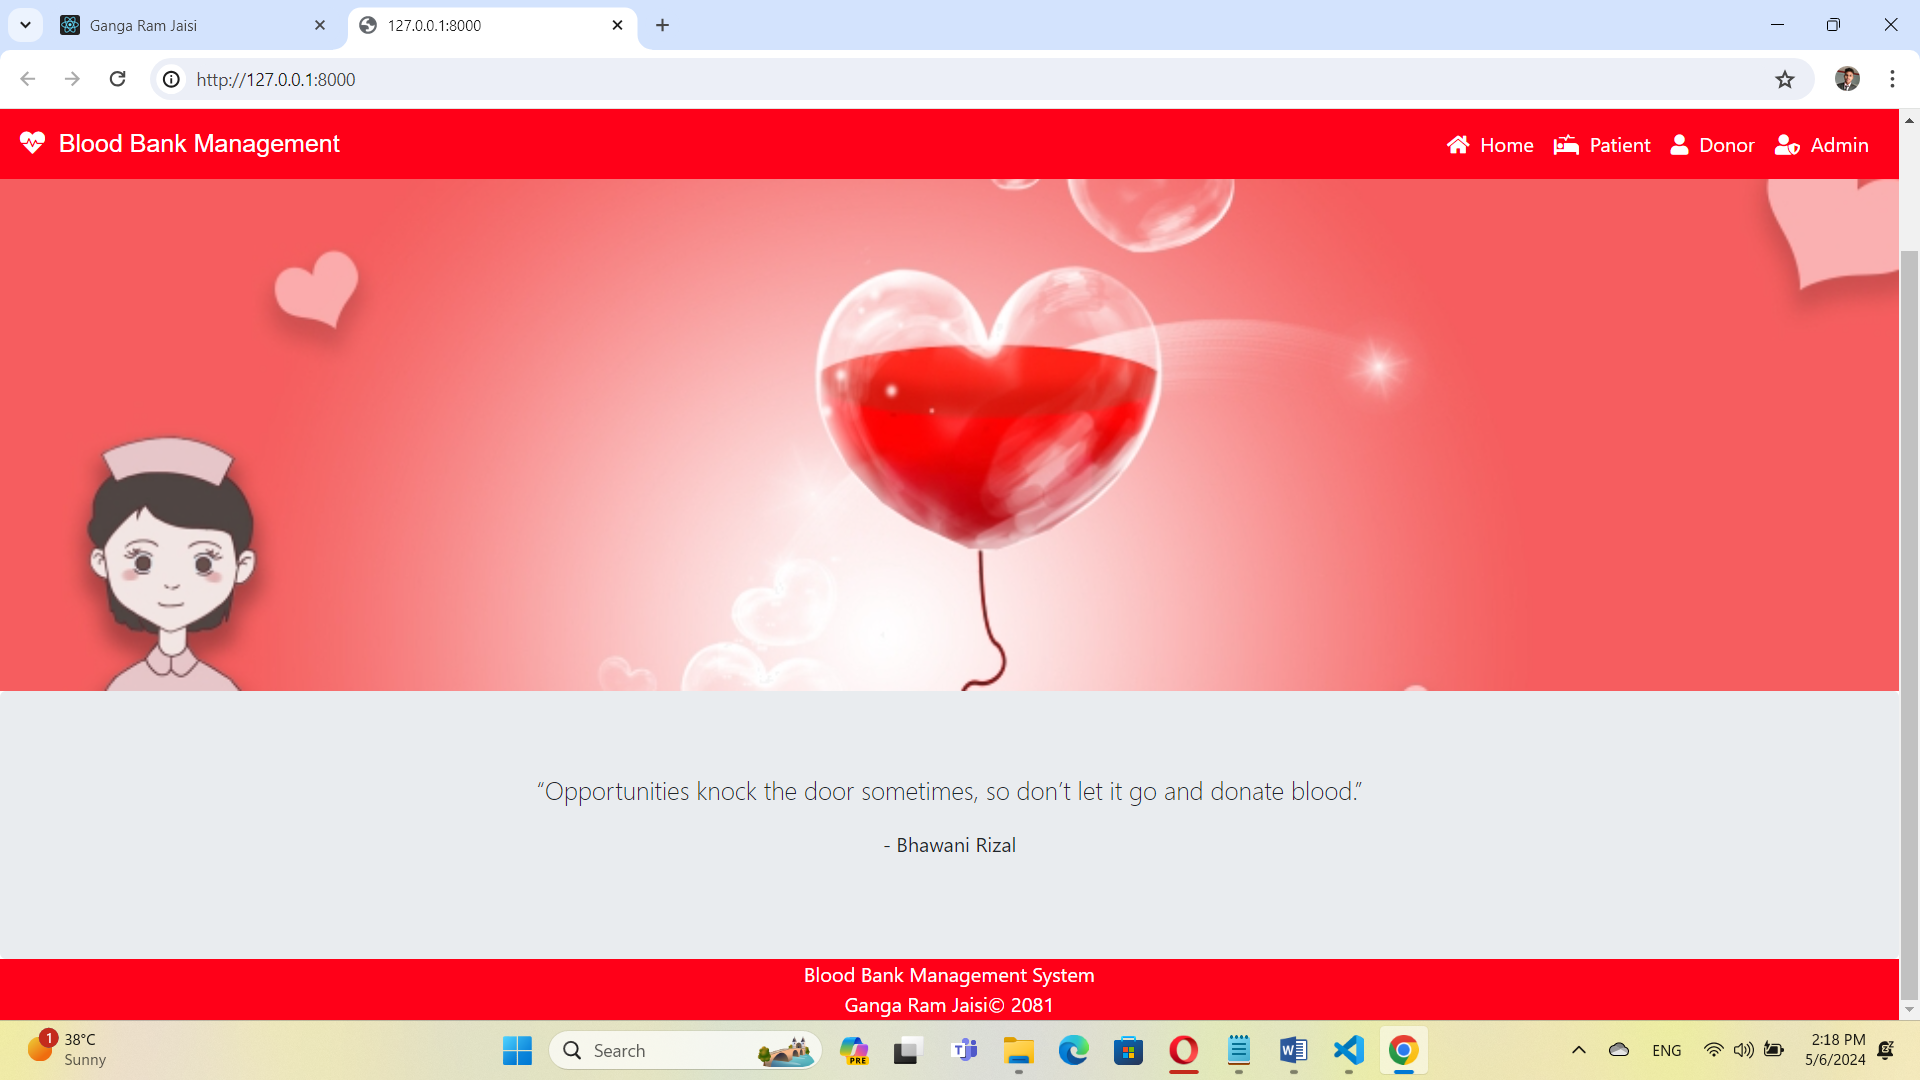 Ganga Ram Jaisi
127.0.0.1:8000
http://127.0.0.1:8000
Blood Bank Management
Home Patient Donor Admin
“Opportunities knock the door sometimes, so don’t let it go and donate blood.”
- Bhawani Rizal
Blood Bank Management System
Ganga Ram Jaisi© 2081
1
38°C
Sunny
Search
PRE
ENG
2:18 PM
5/6/2024